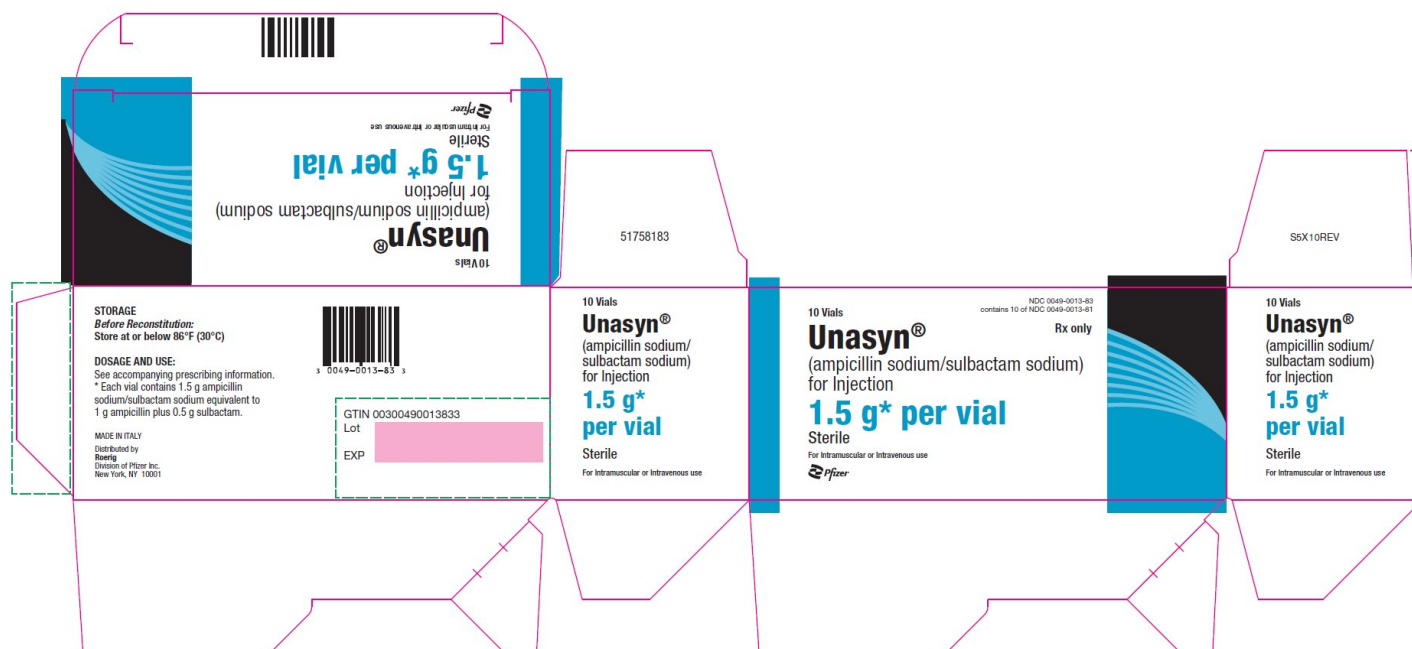 Pfizer
For Intramuscular or Intravenous use
Sterile
1.5 g* per vial
for Injection
(ampicillin sodium/sulbactam sodium)
Unasyn®
10 Vials
51758183
S5X10REV
STORAGE
Before Reconstitution:
Store at or below 86°F (30°C)
DOSAGE AND USE:
See accompanying prescribing information.
* Each vial contains 1.5 g ampicillin
sodium/sulbactam sodium equivalent to
1 g ampicillin plus 0.5 g sulbactam.
MADE IN ITALY
Distributed by
Roerig
Division of Pfizer Inc.
New York, NY 10001
3 0049-0013-83 3
GTIN 00300490013833
Lot
EXP
10 Vials
Unasyn®
(ampicillin sodium/
sulbactam sodium)
for Injection
1.5 g*
per vial
Sterile
For Intramuscular or Intravenous use
NDC 0049-0013-83
contains 10 of NDC 0049-0013-81
Rx only
10 Vials
Unasyn®
(ampicillin sodium/sulbactam sodium)
for Injection
1.5 g* per vial
Sterile
For Intramuscular or Intravenous use
Pfizer
10 Vials
Unasyn®
(ampicillin sodium/
sulbactam sodium)
for Injection
1.5 g*
per vial
Sterile
For Intramuscular or Intravenous use